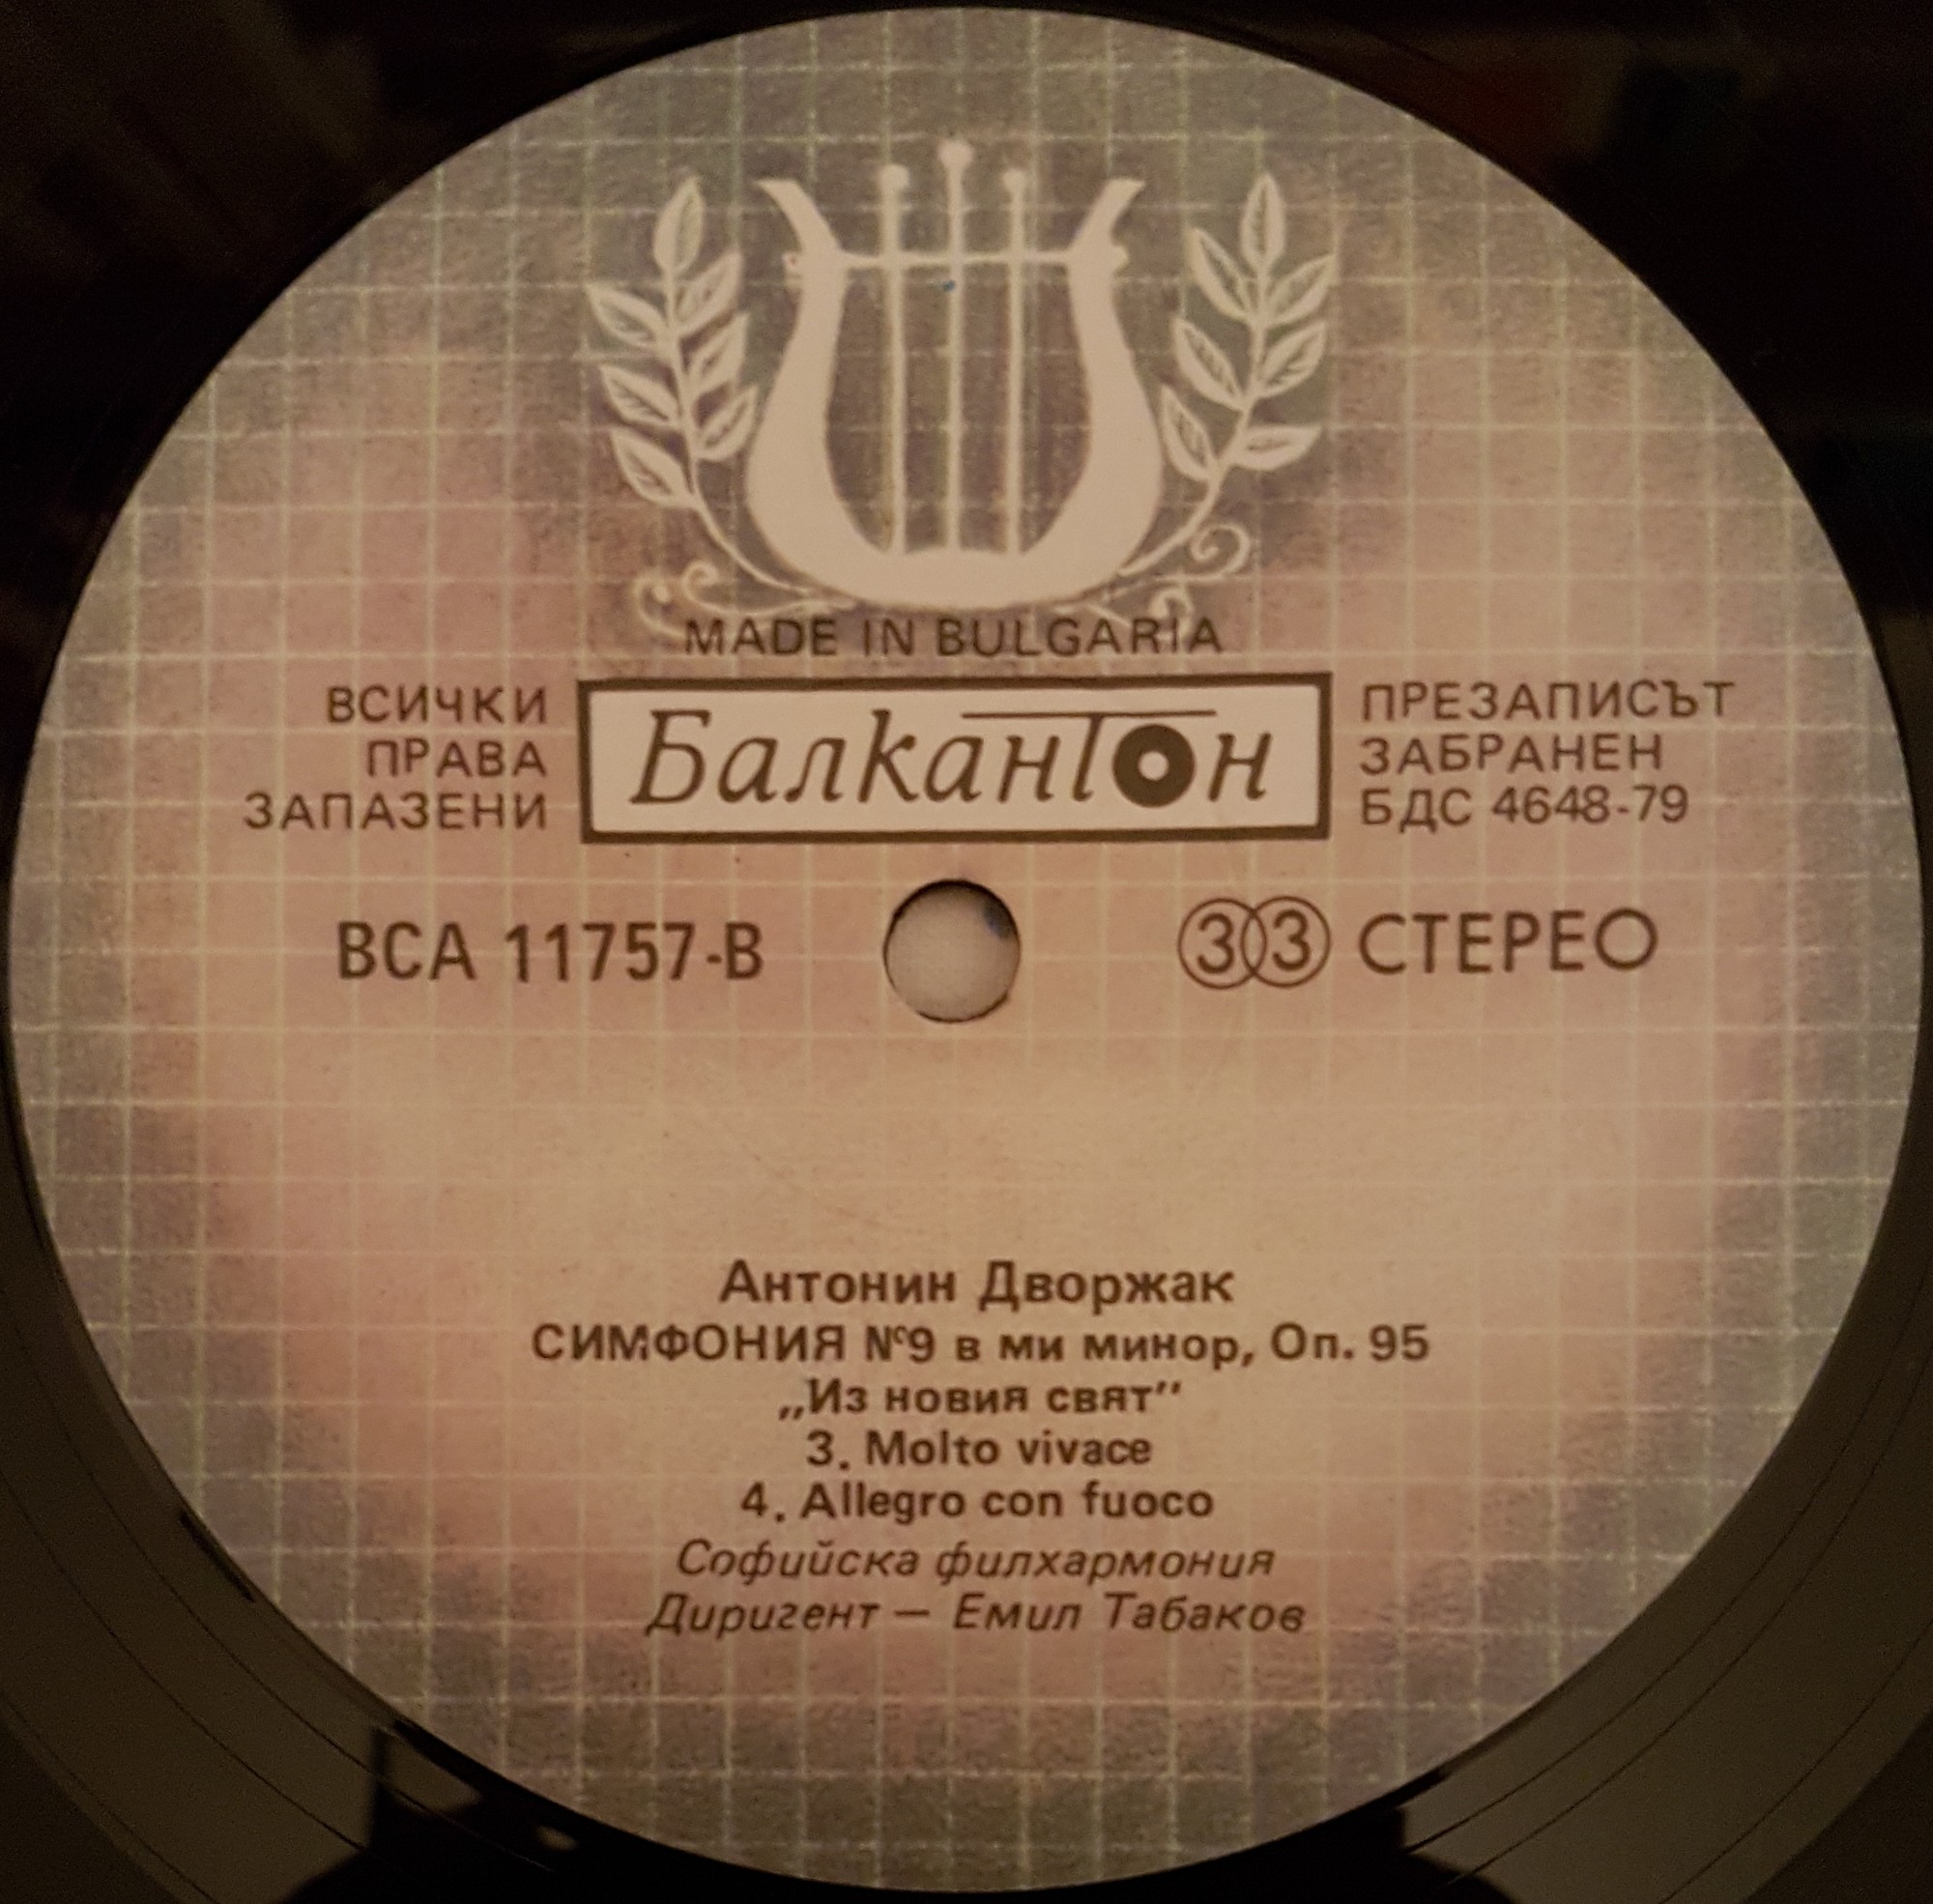 MADE IN BULGARIA
ВСИЧКИ
ПРАВА
ЗАПАЗЕНИ
Балкантон
ПРЕЗАПИСЪТ
ЗАБРАНЕН
БДС 4648-79
ВСА 11757-В
33 СТЕРЕО
Антонин Дворжак
СИМФОНИЯ №9 в ми минор, Оп. 95
„Из новия свят”
3. Molto vivace
4. Allegro con fuoco
Софийска филхармония
Диригент — Емил Табаков